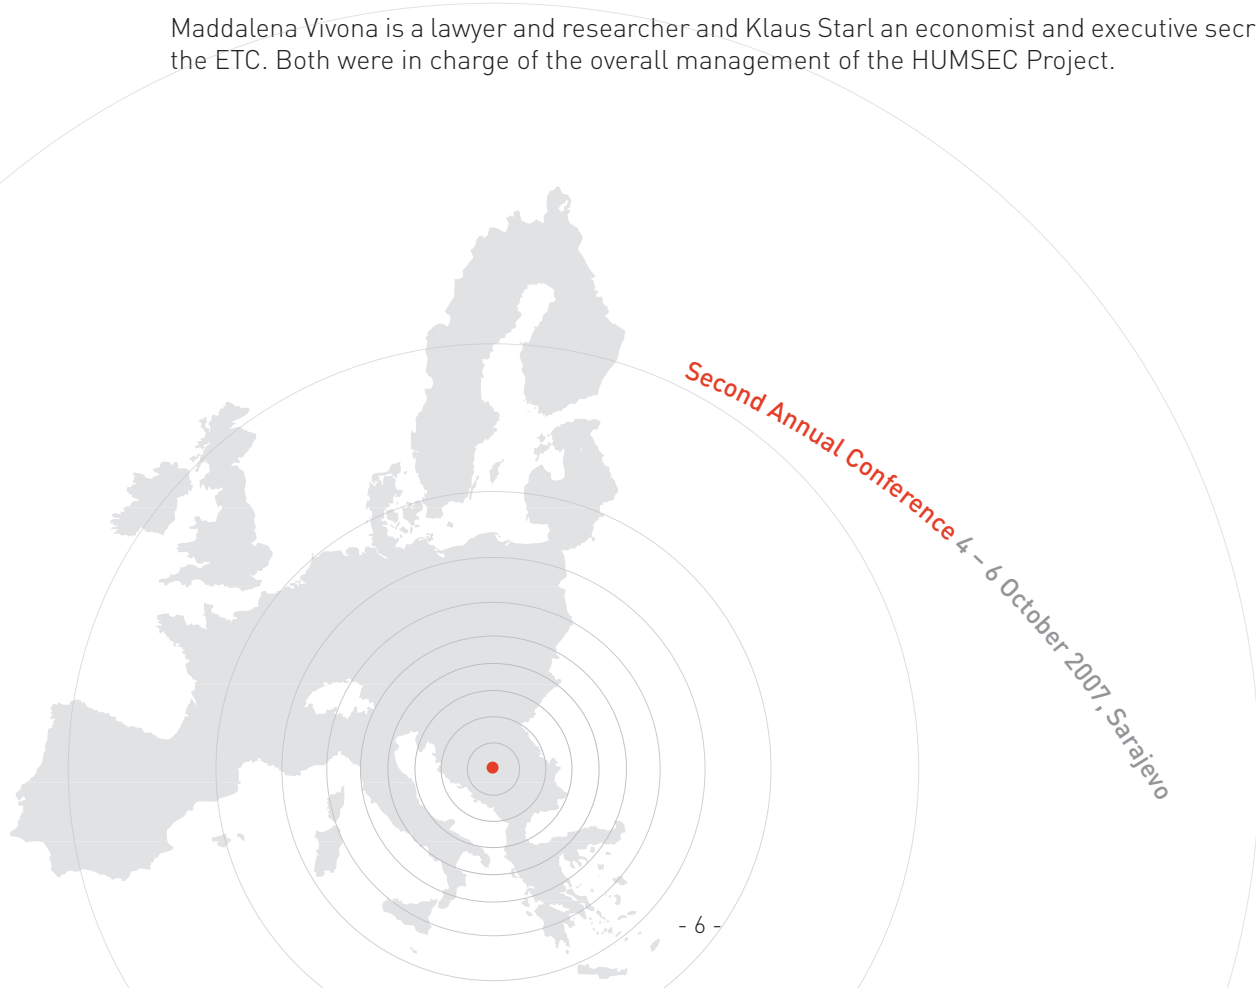 Maddalena Vivona is a lawyer and researcher and Klaus Starl an economist and executive secr
the ETC. Both were in charge of the overall management of the HUMSEC Project.
Second Annual Conference 4 – 6 October 2007, Sarajevo
- 6 -